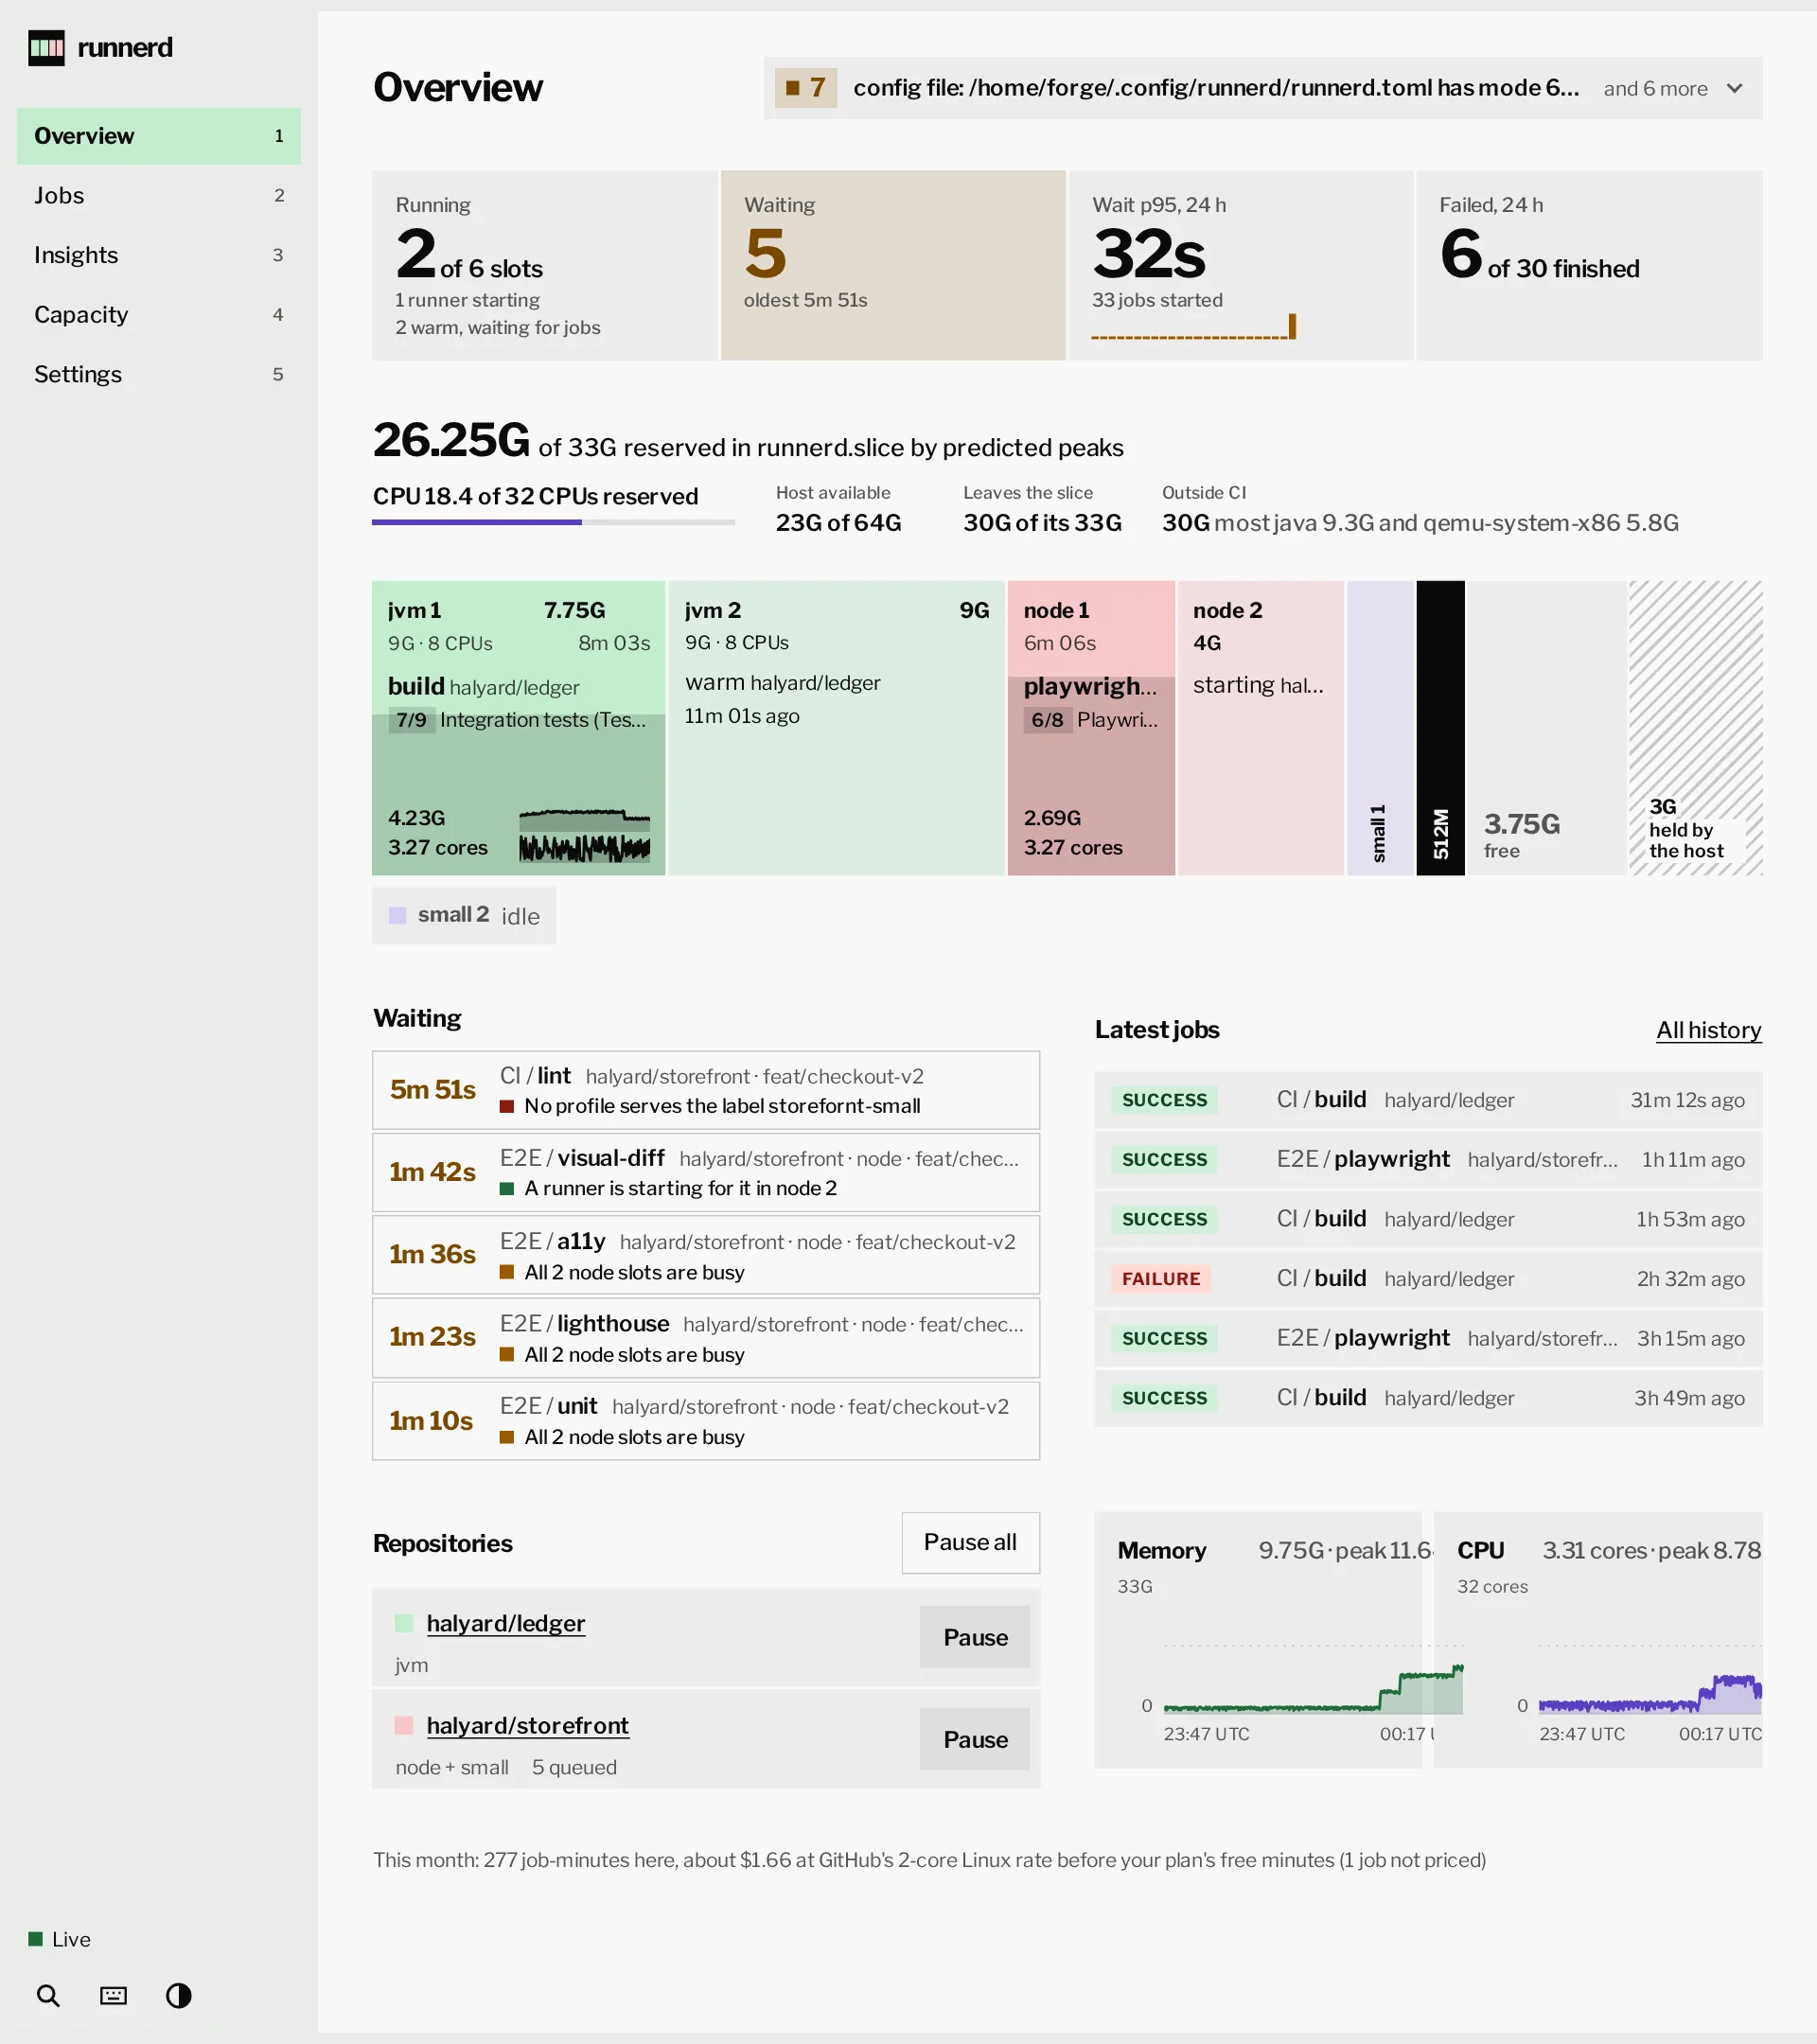 runnerd
Overview 1
Jobs 2
Insights 3
Capacity 4
Settings 5
Live
Overview
7 config file: /home/forge/.config/runnerd/runnerd.toml has mode 6… and 6 more
Running
2 of 6 slots
1 runner starting
2 warm, waiting for jobs
Waiting
5
oldest 5m 51s
Wait p95, 24 h
32s
33 jobs started
Failed, 24 h
6 of 30 finished
26.25G of 33G reserved in runnerd.slice by predicted peaks
CPU 18.4 of 32 CPUs reserved
Host available
23G of 64G
Leaves the slice
30G of its 33G
Outside CI
30G most java 9.3G and qemu-system-x86 5.8G
jvm 1 7.75G
9G · 8 CPUs 8m 03s
build halyard/ledger
7/9 Integration tests (Tes…
4.23G
3.27 cores
jvm 2 9G
9G · 8 CPUs
warm halyard/ledger
11m 01s ago
node 1
6m 06s
playwrigh…
6/8 Playwri…
2.69G
3.27 cores
node 2
4G
starting hal…
small 1
512M
3.75G
free
3G
held by
the host
small 2 idle
Waiting
5m 51s CI / lint halyard/storefront · feat/checkout-v2
No profile serves the label storefornt-small
1m 42s E2E / visual-diff halyard/storefront · node · feat/chec…
A runner is starting for it in node 2
1m 36s E2E / a11y halyard/storefront · node · feat/checkout-v2
All 2 node slots are busy
1m 23s E2E / lighthouse halyard/storefront · node · feat/chec…
All 2 node slots are busy
1m 10s E2E / unit halyard/storefront · node · feat/checkout-v2
All 2 node slots are busy
Latest jobs All history
SUCCESS CI / build halyard/ledger 31m 12s ago
SUCCESS E2E / playwright halyard/storefr… 1h 11m ago
SUCCESS CI / build halyard/ledger 1h 53m ago
FAILURE CI / build halyard/ledger 2h 32m ago
SUCCESS E2E / playwright halyard/storefr… 3h 15m ago
SUCCESS CI / build halyard/ledger 3h 49m ago
Repositories Pause all
halyard/ledger
jvm
Pause
halyard/storefront
node + small 5 queued
Pause
Memory 9.75G · peak
33G
0
23:47 UTC 00:17
CPU 3.31 cores · peak 8.78
32 cores
0
23:47 UTC 00:17 UTC
This month: 277 job-minutes here, about $1.66 at GitHub's 2-core Linux rate before your plan's free minutes (1 job not priced)